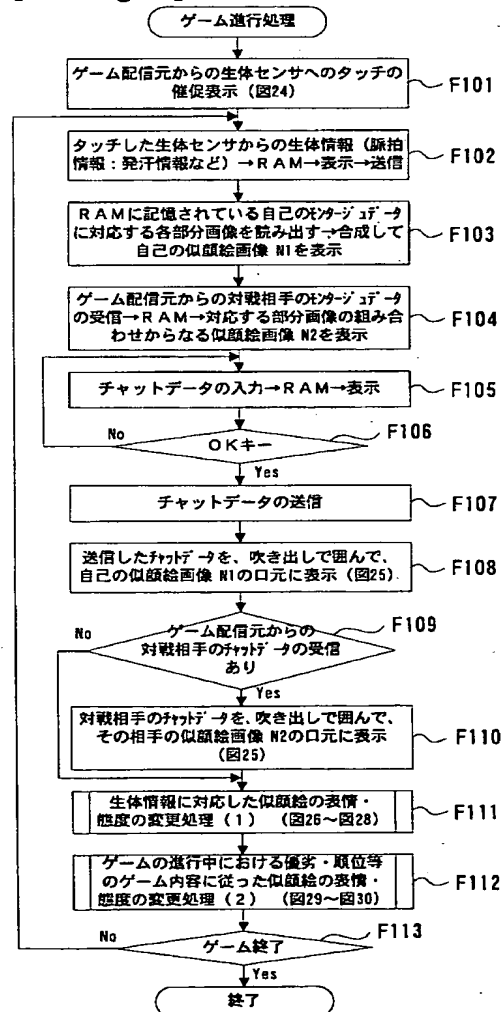 ゲーム進行処理
ゲーム配信元からの生体センサへのタッチの
催促表示 (図24)
F101
タッチした生体センサからの生体情報 (脈拍
情報:発汗情報など) →RAM→表示→送信
F102
RAMに記憶されている自己のモンタージュデータ
に対応する各部分画像を読み出す→合成して
自己の似顔絵画像 N1を表示
F103
ゲーム配信元からの対戦相手のモンタージュデータ
の受信→RAM→対応する部分画像の組み合
わせからなる似顔絵画像 N2を表示
F104
チャットデータの入力→RAM→表示
F105
No
OKキー
F106
Yes
チャットデータの送信
F107
送信したチャットデータを、吹き出しで囲んで、
自己の似顔絵画像 N1の口元に表示 (図25)
F108
No
ゲーム配信元からの
対戦相手のチャットデータの受信
あり
F109
Yes
対戦相手のチャットデータを、吹き出しで囲んで、
その相手の似顔絵画像 N2の口元に表示
(図25)
F110
生体情報に対応した似顔絵の表情・
態度の変更処理 (1) (図26~図28)
F111
ゲームの進行中における優劣・順位等
のゲーム内容に従った似顔絵の表情・
態度の変更処理 (2) (図29~図30)
F112
No
ゲーム終了
F113
Yes
終了